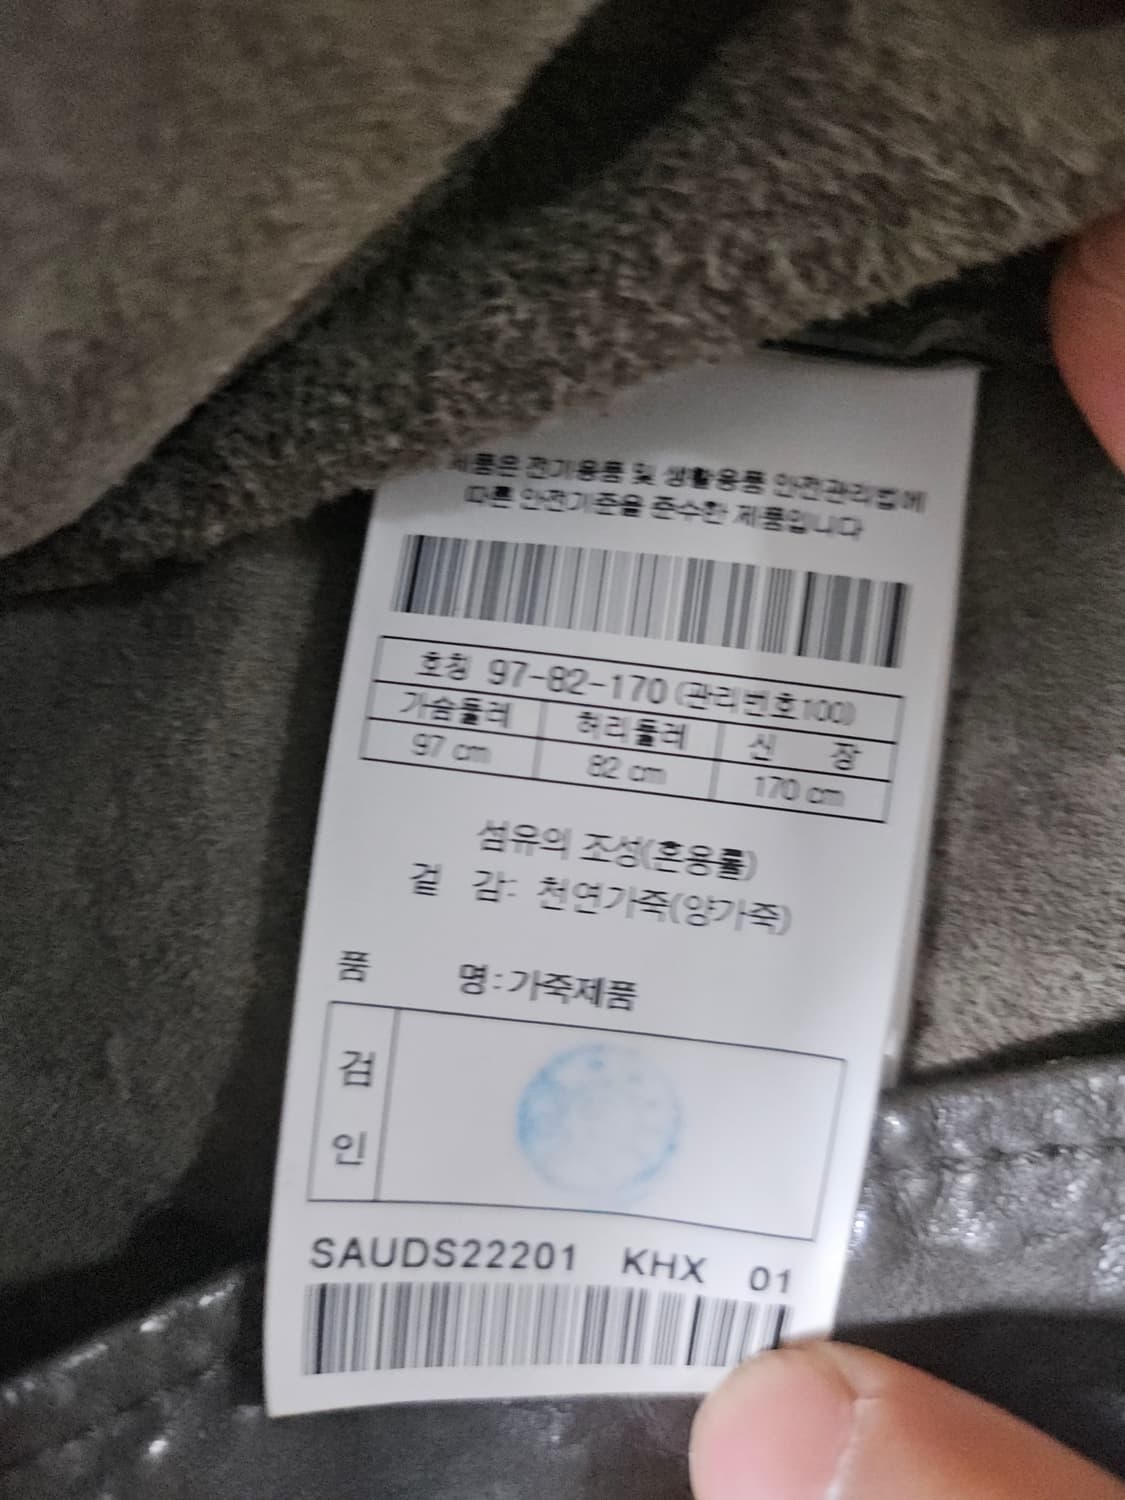 제품은 전기용품 및 생활용품 안전관리법에
따른 안전기준을 준수한 제품입니다
호칭 97-82-170 (관리번호100)
가슴둘레 허리둘레 신 장
97 cm 82 cm 170 cm
섬유의 조성(혼용률)
겉 감: 천연가죽(양가죽)
품 명:가죽제품
검
인
SAUDS22201 KHX 01